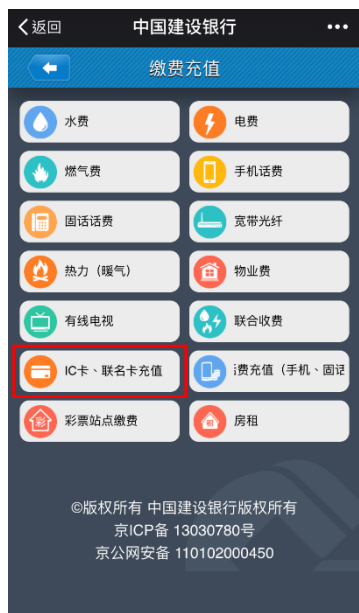 返回 中国建设银行
缴费充值
水费 电费
燃气费 手机话费
固话话费 宽带光纤
热力（暖气） 物业费
有线电视 联合收费
IC卡、联名卡充值 费充值（手机、固话
彩票站点缴费 房租
©版权所有 中国建设银行版权所有
京ICP备 13030780号
京公网安备 110102000450